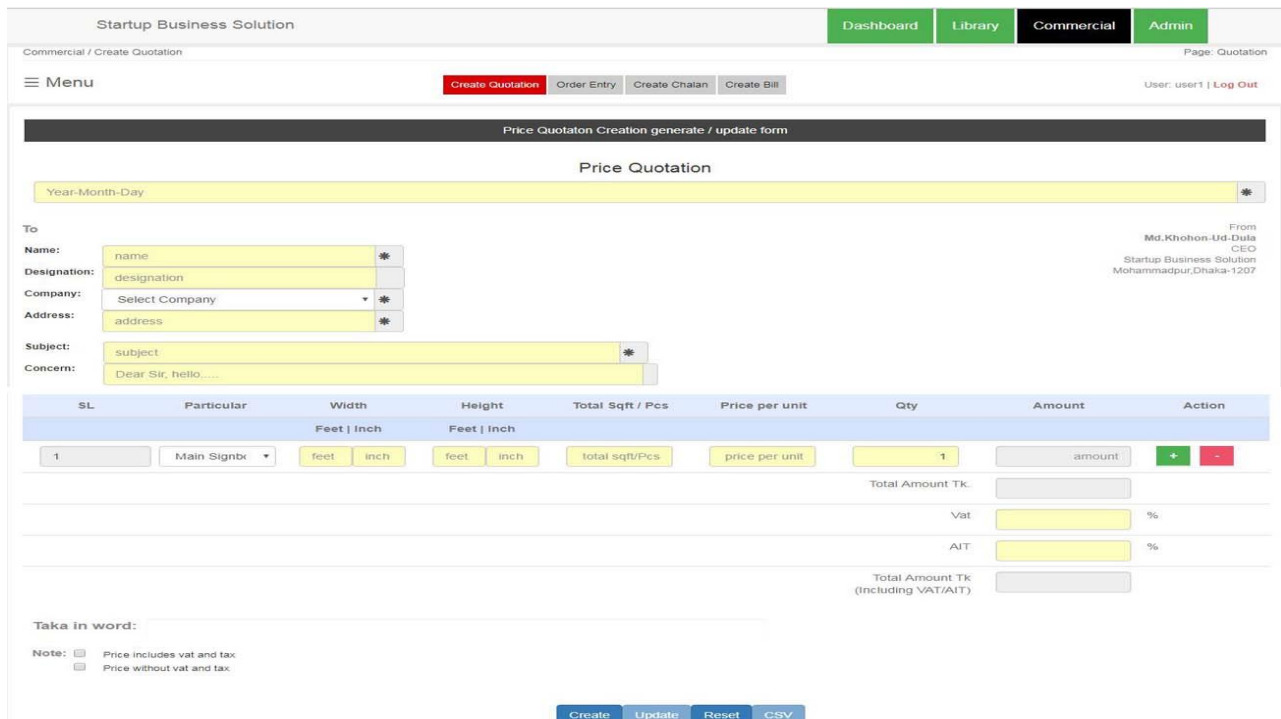 Startup Business Solution Dashboard Library Commercial Admin
Commercial / Create Quotation Page: Quotation
Menu Create Quotation Order Entry Create Chalan Create Bill User: user1 | Log Out
Price Quotaton Creation generate / update form
Price Quotation
Year-Month-Day
To
From
Md.Khohon-Ud-Dula
CEO
Startup Business Solution
Mohammadpur,Dhaka-1207
Name: name
Designation: designation
Company: Select Company
Address: address
Subject: subject
Concern: Dear Sir, hello.....
SL Particular Width Height Total Sqft / Pcs Price per unit Qty Amount Action
Feet | Inch Feet | Inch
1 Main Signbo feet inch feet inch total sqft/Pcs price per unit 1 amount + -
Total Amount Tk.
Vat %
AIT %
Total Amount Tk
(Including VAT/AIT)
Taka in word:
Note: Price includes vat and tax
Price without vat and tax
Create Update Reset CSV